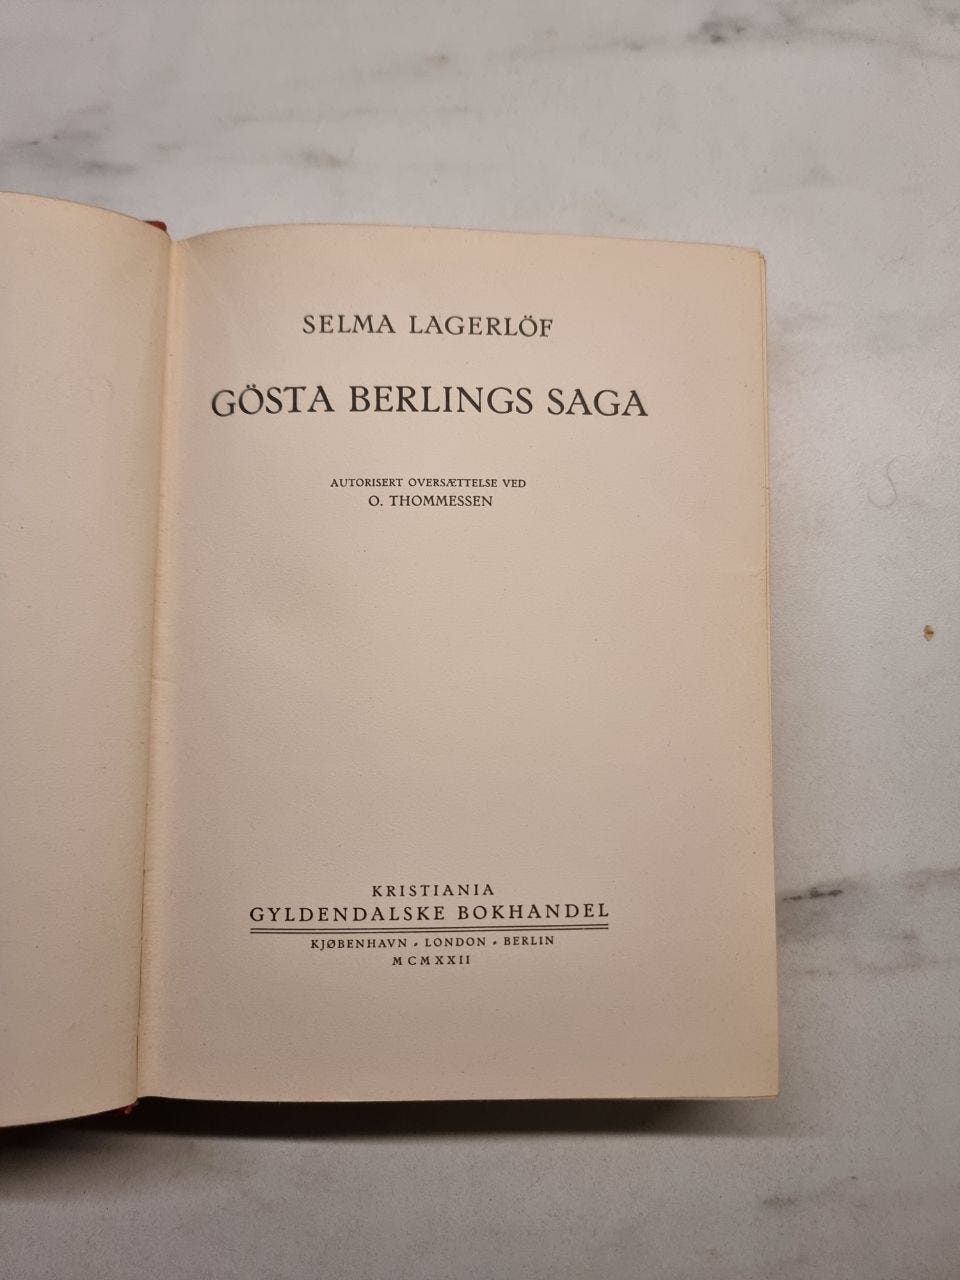 SELMA LAGERLÖF
GÖSTA BERLINGS SAGA
AUTORISERT OVERSÆTTELSE VED
O. THOMMESSEN
KRISTIANIA
GYLDENDALSKE BOKHANDEL
KJØBENHAVN - LONDON - BERLIN
MCMXXII